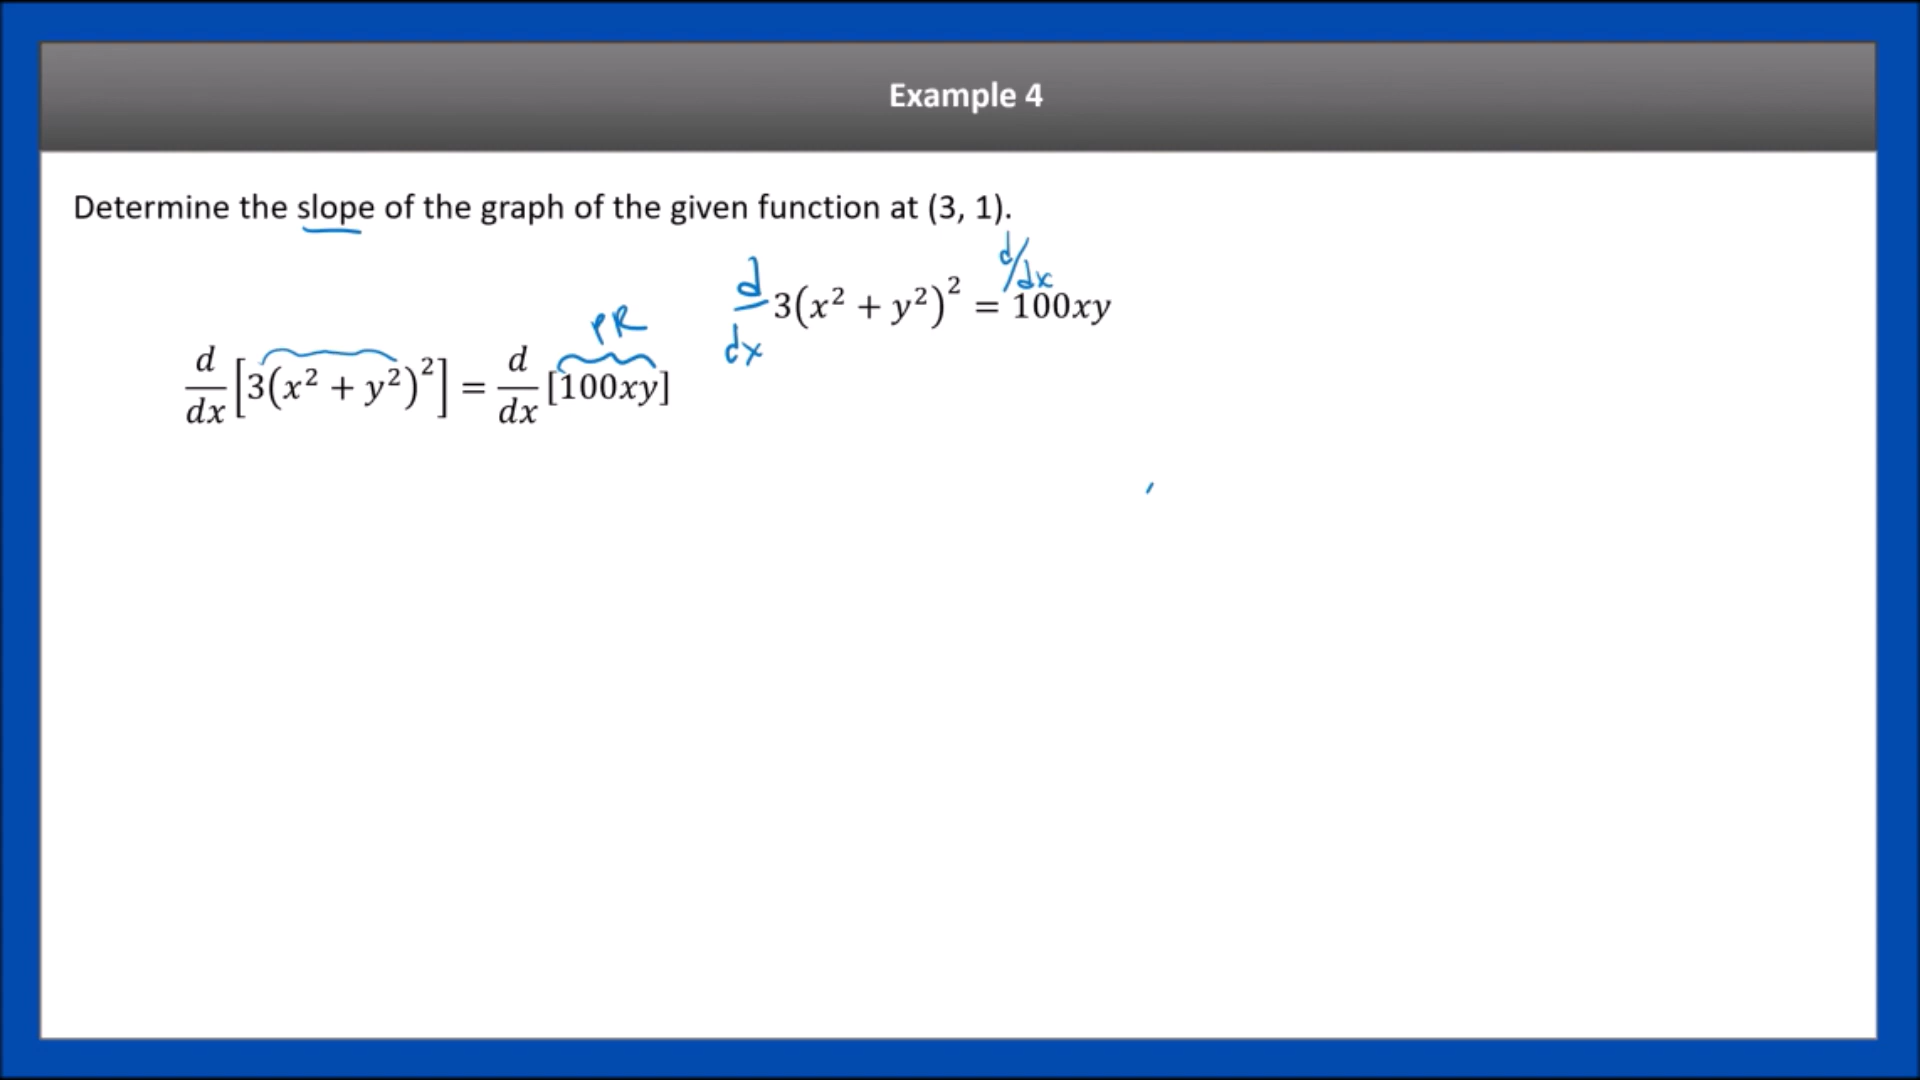 Example 4
Determine the slope of the graph of the given function at (3, 1).
d/dx 3(x² + y²)² = d/dx 100xy
PR
d/dx [3(x² + y²)²] = d/dx [100xy]